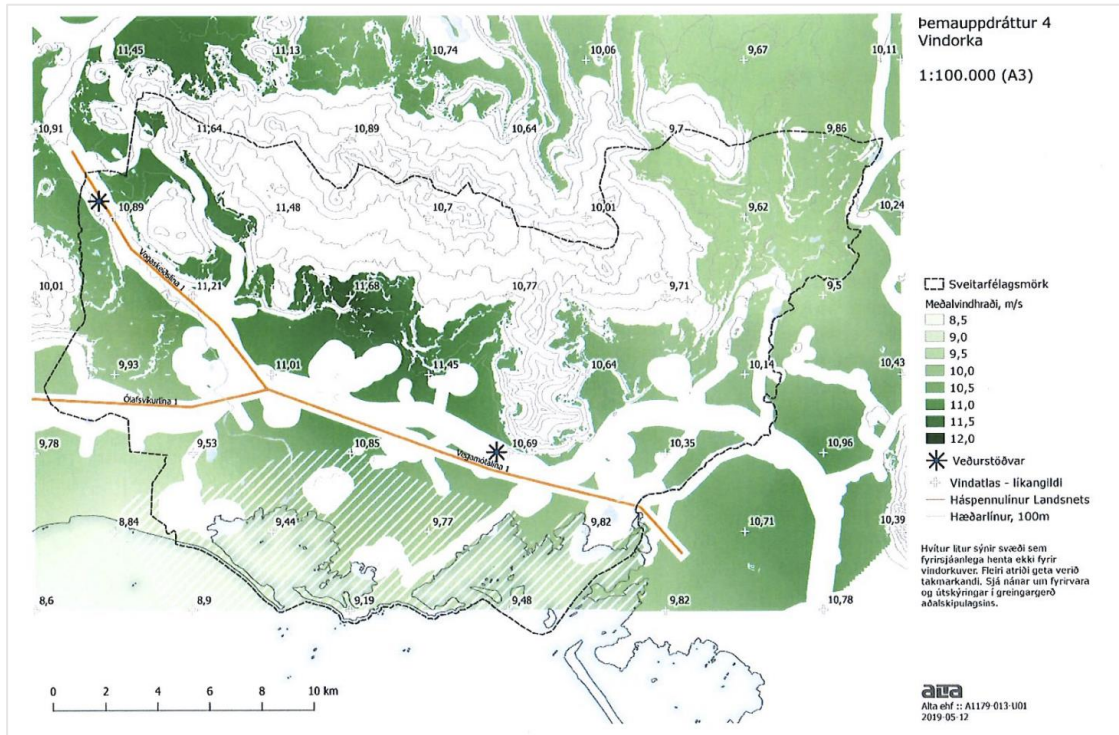 Þemauppdráttur 4
Vindorka
1:100.000 (A3)
11,45 11,13 10,74 10,06 9,67 10,11
10,91 11,64 10,89 10,64 9,7 9,86
10,89 11,48 10,7 10,01 9,62 10,24
Vogaskeiðslína 1
10,01 11,21 11,68 10,77 9,71 9,5
9,93 11,01 11,45 10,64 10,14 10,43
Ólafsvíkurlína 1
9,78 9,53 10,85 10,69 10,35 10,96
Vegamótalína 1
8,84 9,44 9,77 9,82 10,71 10,39
8,6 8,9 9,19 9,48 9,82 10,78
0 2 4 6 8 10 km
Sveitarfélagsmörk
Meðalvindhraði, m/s
8,5
9,0
9,5
10,0
10,5
11,0
11,5
12,0
Veðurstöðvar
Vindatlas - líkangildi
Háspennulínur Landsnets
Hæðarlínur, 100m
Hvítur litur sýnir svæði sem
fyrirsjáanlega henta ekki fyrir
vindorkuver. Fleiri atriði geta verið
takmarkandi. Sjá nánar um fyrirvara
og útskýringar í greingargerð
aðalskipulagsins.
alta
Alta ehf :: A1179-013-U01
2019-05-12